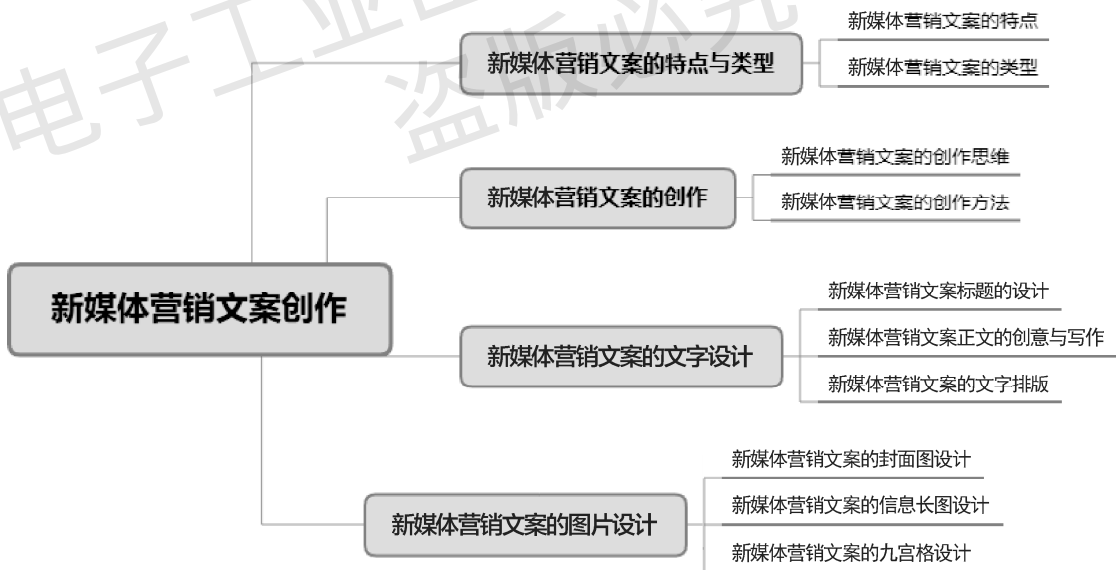 电子工业
盗版必究
新媒体营销文案创作
新媒体营销文案的特点与类型
新媒体营销文案的特点
新媒体营销文案的类型
新媒体营销文案的创作
新媒体营销文案的创作思维
新媒体营销文案的创作方法
新媒体营销文案的文字设计
新媒体营销文案标题的设计
新媒体营销文案正文的创意与写作
新媒体营销文案的文字排版
新媒体营销文案的图片设计
新媒体营销文案的封面图设计
新媒体营销文案的信息长图设计
新媒体营销文案的九宫格设计